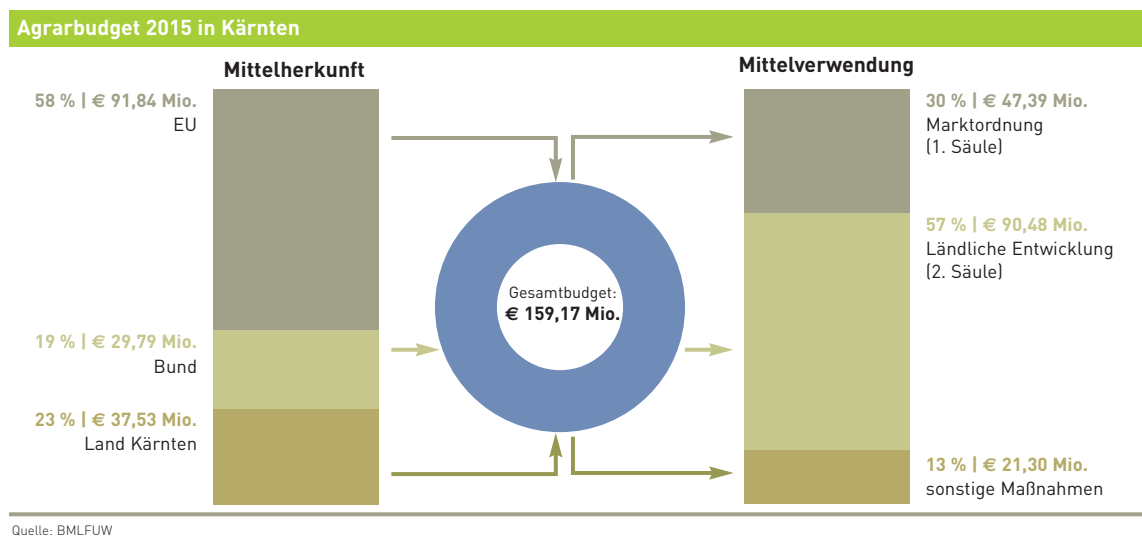 Agrarbudget 2015 in Kärnten
Mittelherkunft
58 % | € 91,84 Mio.
EU
19 % | € 29,79 Mio.
Bund
23 % | € 37,53 Mio.
Land Kärnten
Gesamtbudget:
€ 159,17 Mio.
Mittelverwendung
30 % | € 47,39 Mio.
Marktordnung
(1. Säule)
57 % | € 90,48 Mio.
Ländliche Entwicklung
(2. Säule)
13 % | € 21,30 Mio.
sonstige Maßnahmen
Quelle: BMLFUW